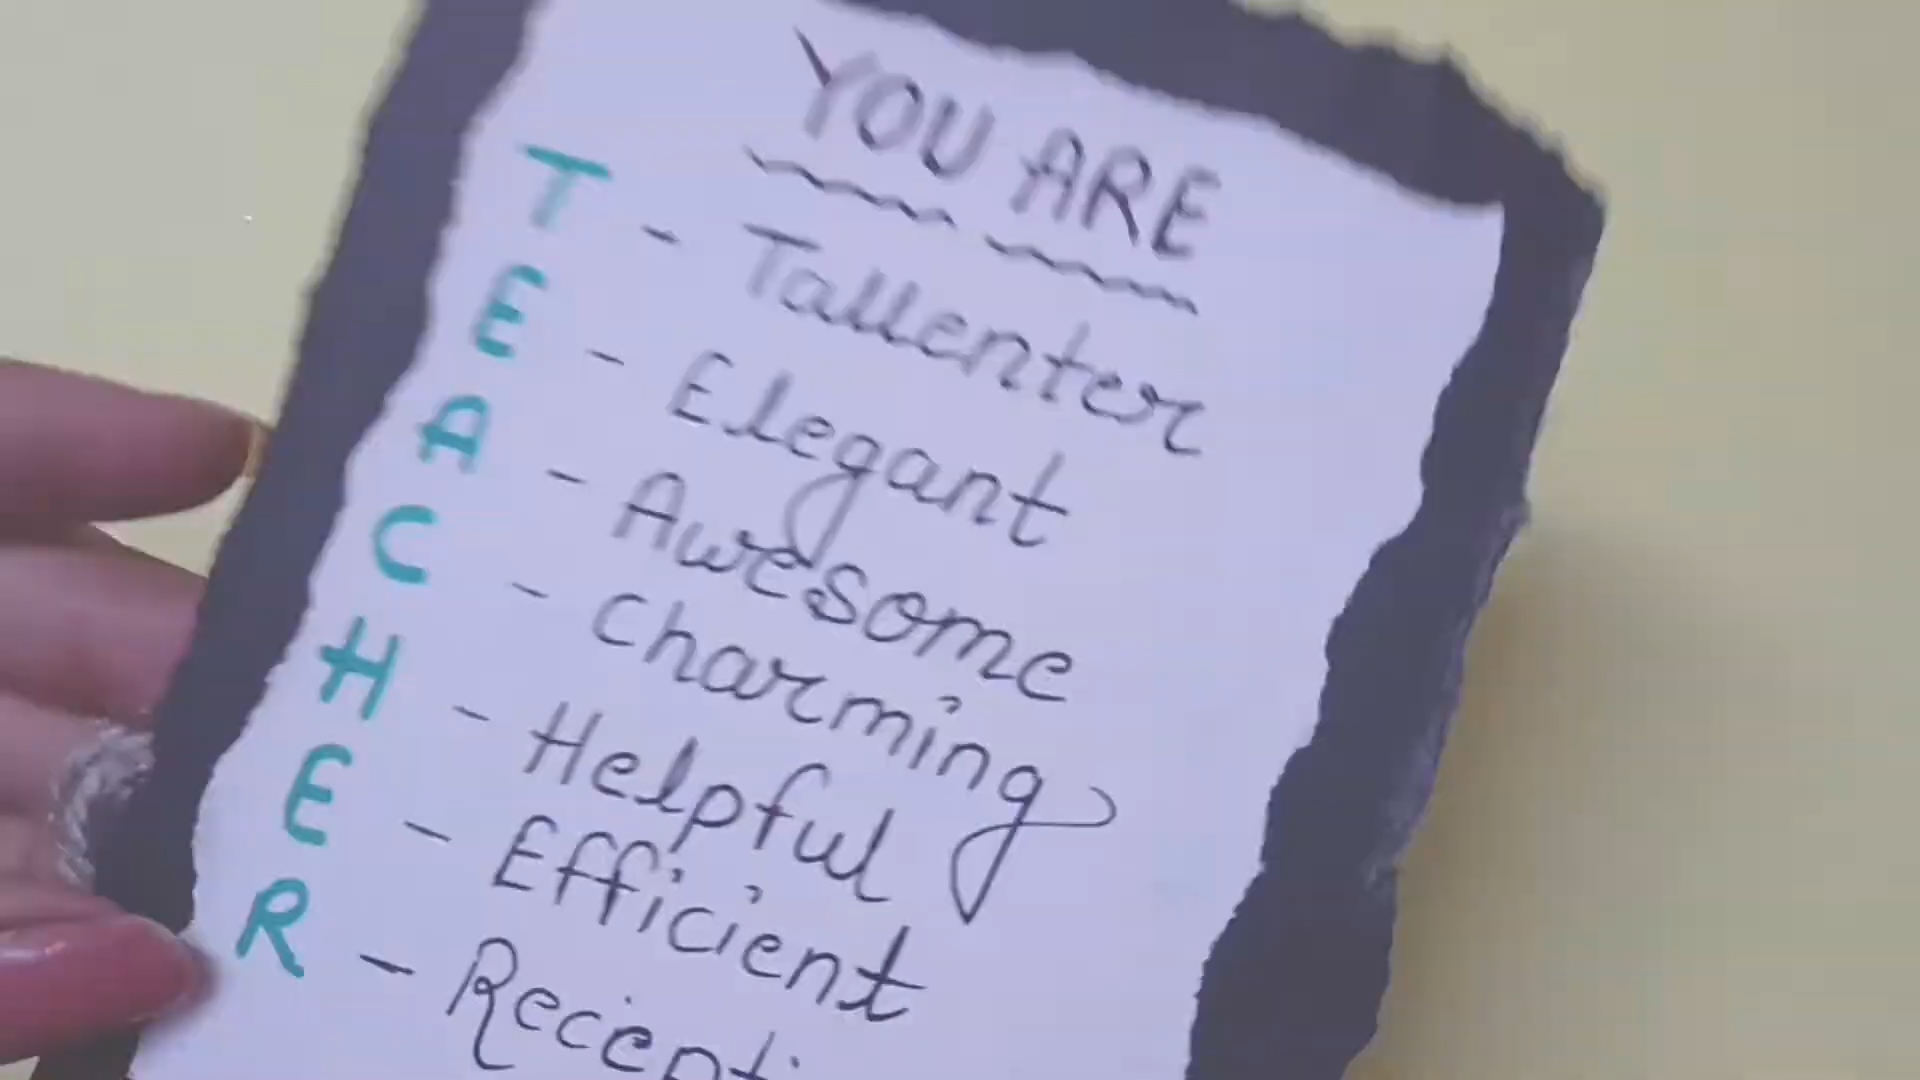 YOU ARE
T - Tallenter
E - Elegant
A - Awesome
C - Charming
H - Helpful
E - Efficient
R -